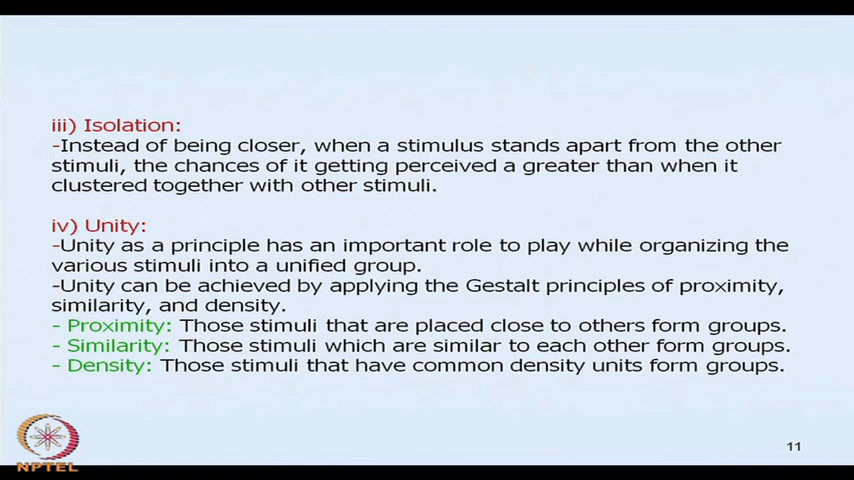 iii) Isolation:
-Instead of being closer, when a stimulus stands apart from the other
stimuli, the chances of it getting perceived a greater than when it
clustered together with other stimuli.
iv) Unity:
-Unity as a principle has an important role to play while organizing the
various stimuli into a unified group.
-Unity can be achieved by applying the Gestalt principles of proximity,
similarity, and density.
- Proximity: Those stimuli that are placed close to others form groups.
- Similarity: Those stimuli which are similar to each other form groups.
- Density: Those stimuli that have common density units form groups.
11
NPTEL